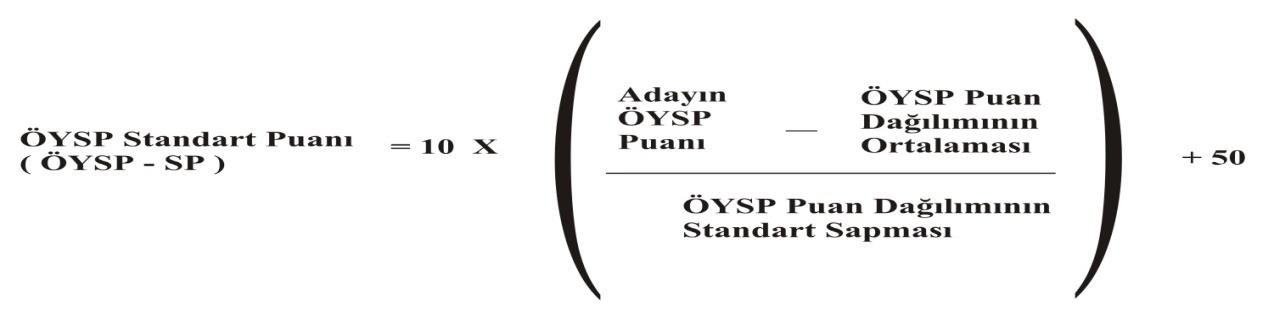 ÖYSP Standart Puanı
( ÖYSP - SP )
= 10 X
Adayın
ÖYSP
Puanı
—
ÖYSP Puan
Dağılımının
Ortalaması
ÖYSP Puan Dağılımının
Standart Sapması
+ 50